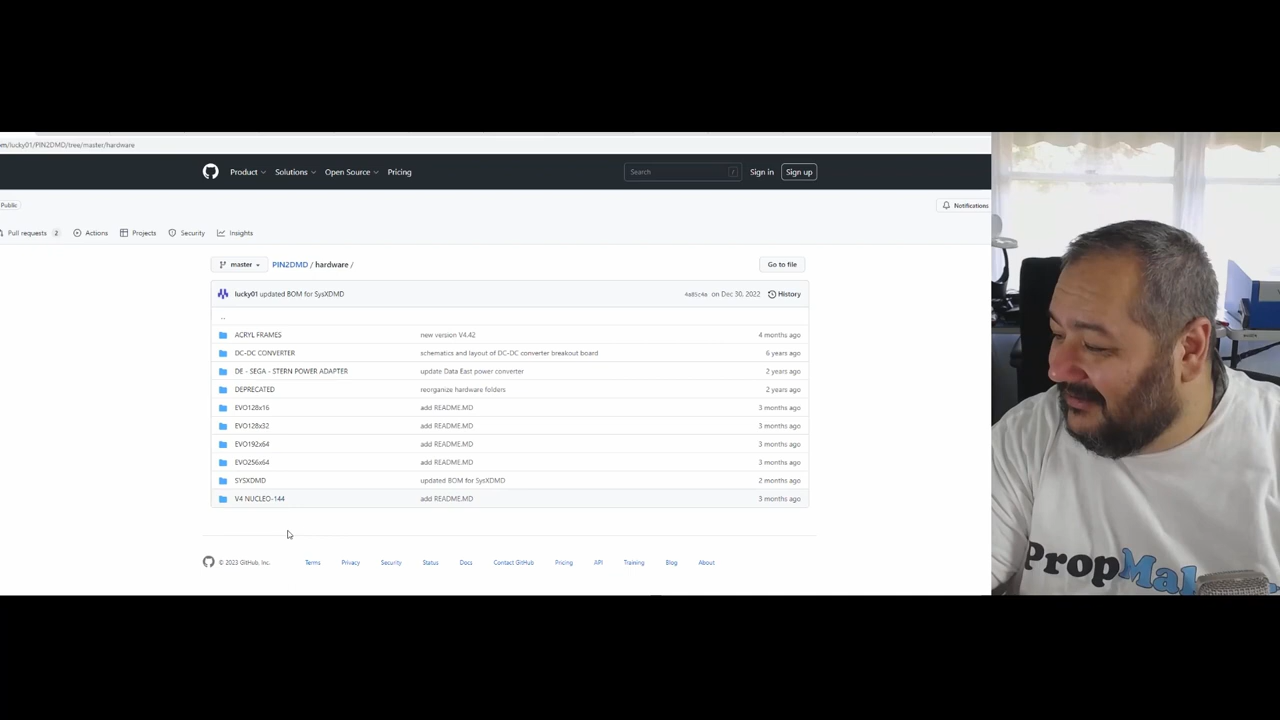 om/lucky01/PIN2DMD/tree/master/hardware
Product Solutions Open Source Pricing Search / Sign in Sign up
Public Notifications
Pull requests 2 Actions Projects Security Insights
master PIN2DMD / hardware / Go to file
lucky01 updated BOM for SysXDMD 4a85c4a on Dec 30, 2022 History
..
ACRYL FRAMES new version V4.42 4 months ago
DC-DC CONVERTER schematics and layout of DC-DC converter breakout board 6 years ago
DE - SEGA - STERN POWER ADAPTER update Data East power converter 2 years ago
DEPRECATED reorganize hardware folders 2 years ago
EVO128x16 add README.MD 3 months ago
EVO128x32 add README.MD 3 months ago
EVO192x64 add README.MD 3 months ago
EVO256x64 add README.MD 3 months ago
SYSXDMD updated BOM for SysXDMD 2 months ago
V4 NUCLEO-144 add README.MD 3 months ago
© 2023 GitHub, Inc. Terms Privacy Security Status Docs Contact GitHub Pricing API Training Blog About
PropMak